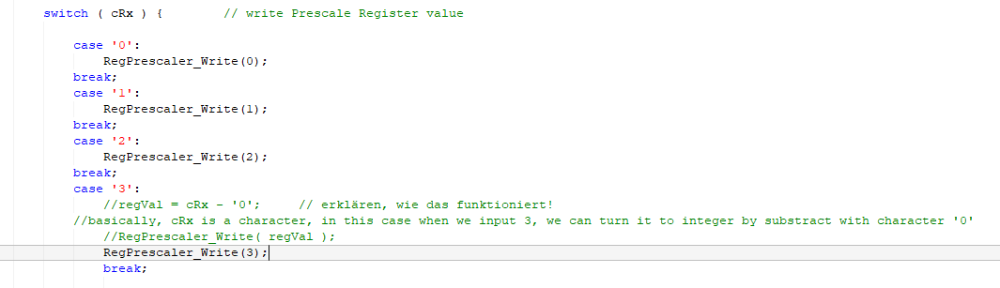 switch ( cRx ) {        // write Prescale Register value
case '0':
RegPrescaler_Write(0);
break;
case '1':
RegPrescaler_Write(1);
break;
case '2':
RegPrescaler_Write(2);
break;
case '3':
//regVal = cRx - '0';     // erklären, wie das funktioniert!
//basically, cRx is a character, in this case when we input 3, we can turn it to integer by substract with character '0'
//RegPrescaler_Write( regVal );
RegPrescaler_Write(3);
break;